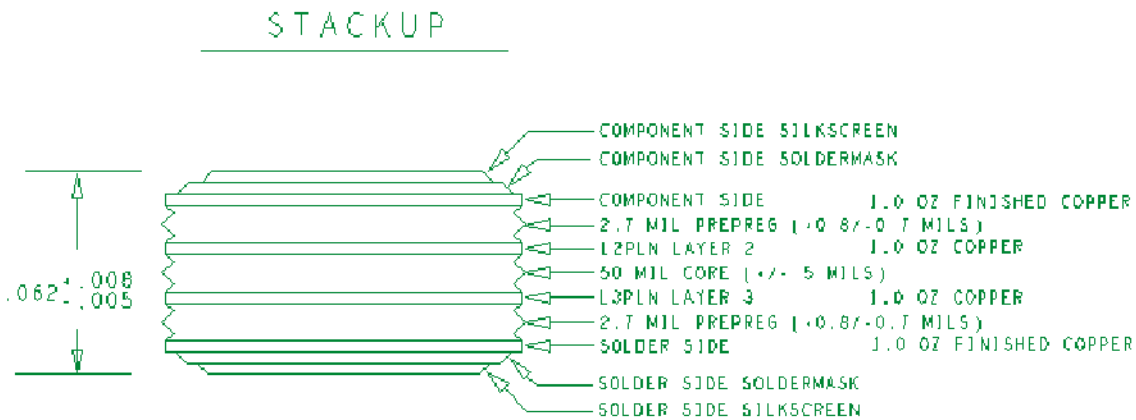 STACKUP
COMPONENT SIDE SILKSCREEN
COMPONENT SIDE SOLDERMASK
COMPONENT SIDE 1.0 OZ FINISHED COPPER
2.7 MIL PREPREG (+0.8/-0.7 MILS)
L2PLN LAYER 2 1.0 OZ COPPER
50 MIL CORE (+/- 5 MILS)
.062 +.008 -.005
L3PLN LAYER 3 1.0 OZ COPPER
2.7 MIL PREPREG (+0.8/-0.7 MILS)
SOLDER SIDE 1.0 OZ FINISHED COPPER
SOLDER SIDE SOLDERMASK
SOLDER SIDE SILKSCREEN